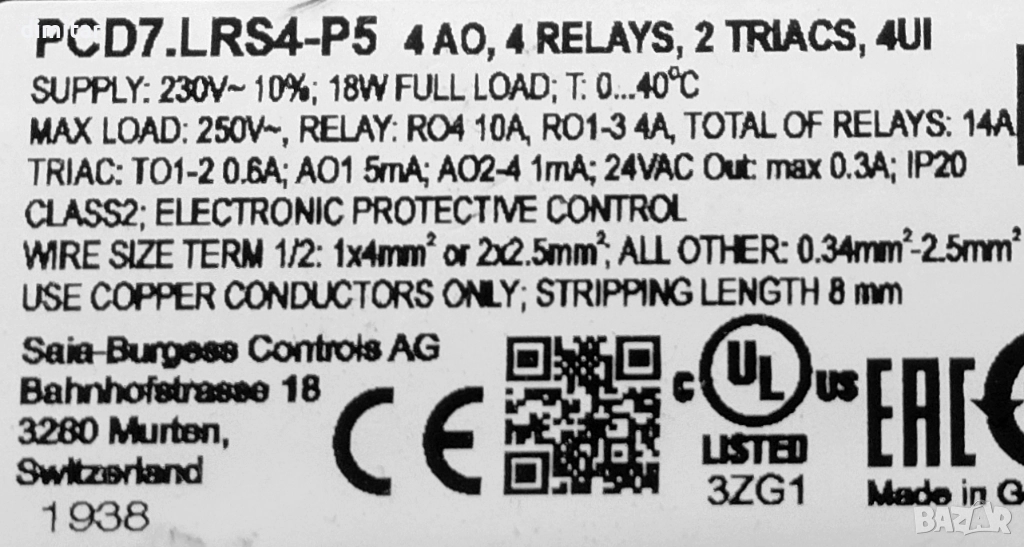 PCD7.LRS4-P5 4 AO, 4 RELAYS, 2 TRIACS, 4UI
SUPPLY: 230V~ 10%; 18W FULL LOAD; T: 0...40°C
MAX LOAD: 250V~, RELAY: RO4 10A, RO1-3 4A, TOTAL OF RELAYS: 14A
TRIAC: TO1-2 0.6A; AO1 5mA; AO2-4 1mA; 24VAC Out: max 0.3A; IP20
CLASS2; ELECTRONIC PROTECTIVE CONTROL
WIRE SIZE TERM 1/2: 1x4mm² or 2x2.5mm²; ALL OTHER: 0.34mm²-2.5mm²
USE COPPER CONDUCTORS ONLY; STRIPPING LENGTH 8 mm
Saia-Burgess Controls AG
Bahnhofstrasse 18
3280 Murten,
Switzerland
1938
CE
C UL US
LISTED
3ZG1
EAC
Made in G
BAZAR